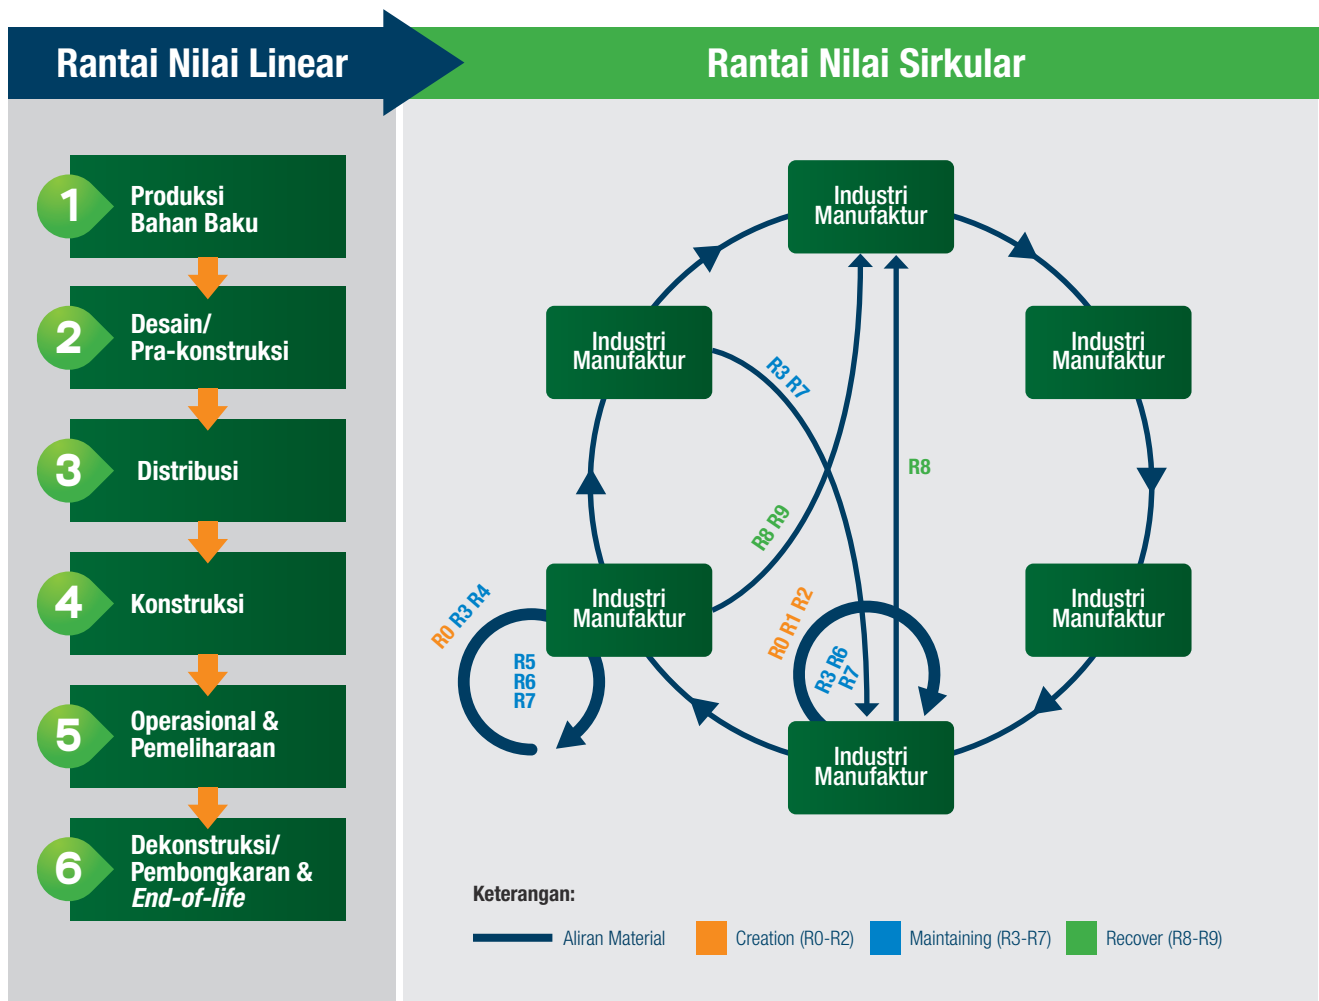 Rantai Nilai Linear
Rantai Nilai Sirkular
1
Produksi
Bahan Baku
2
Desain/
Pra-konstruksi
3
Distribusi
4
Konstruksi
5
Operasional &
Pemeliharaan
6
Dekonstruksi/
Pembongkaran &
End-of-life
Industri
Manufaktur
Industri
Manufaktur
Industri
Manufaktur
R3 R7
R8
R8 R9
Industri
Manufaktur
Industri
Manufaktur
R0 R3 R4
R5
R6
R7
R0 R1 R2
R3 R6
R7
Industri
Manufaktur
Keterangan:
Aliran Material
Creation (R0-R2)
Maintaining (R3-R7)
Recover (R8-R9)